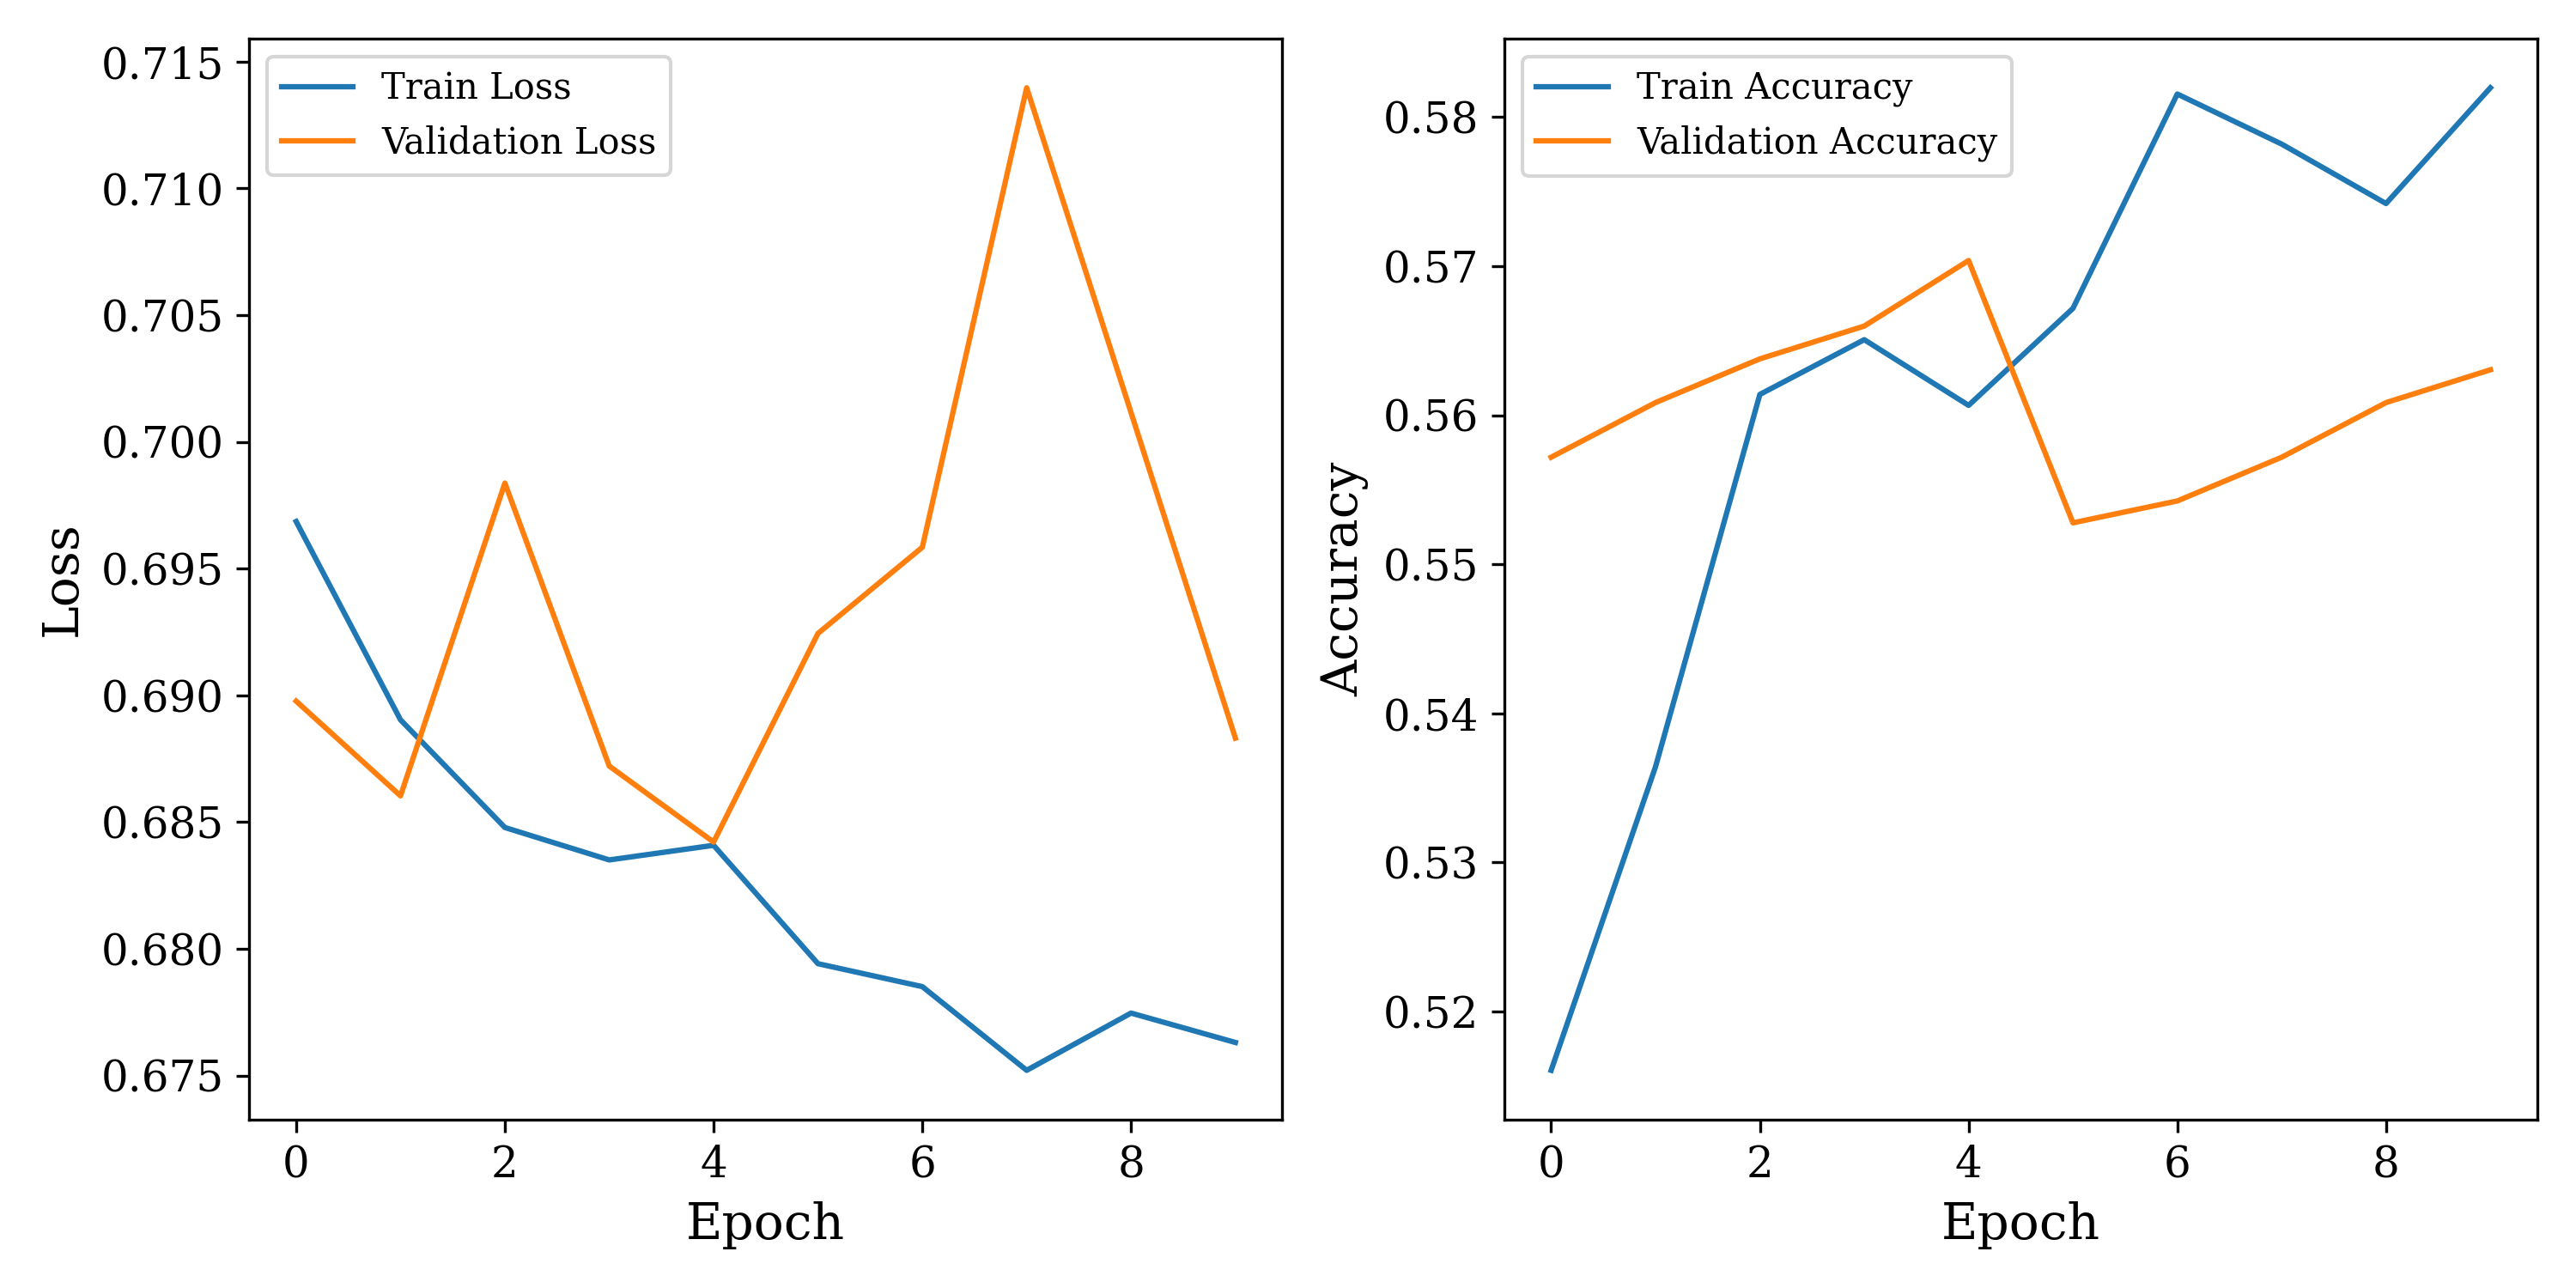 Train Loss
Validation Loss
0.715
0.710
0.705
0.700
0.695
0.690
0.685
0.680
0.675
Loss
0 2 4 6 8
Epoch
Train Accuracy
Validation Accuracy
0.58
0.57
0.56
0.55
0.54
0.53
0.52
Accuracy
0 2 4 6 8
Epoch